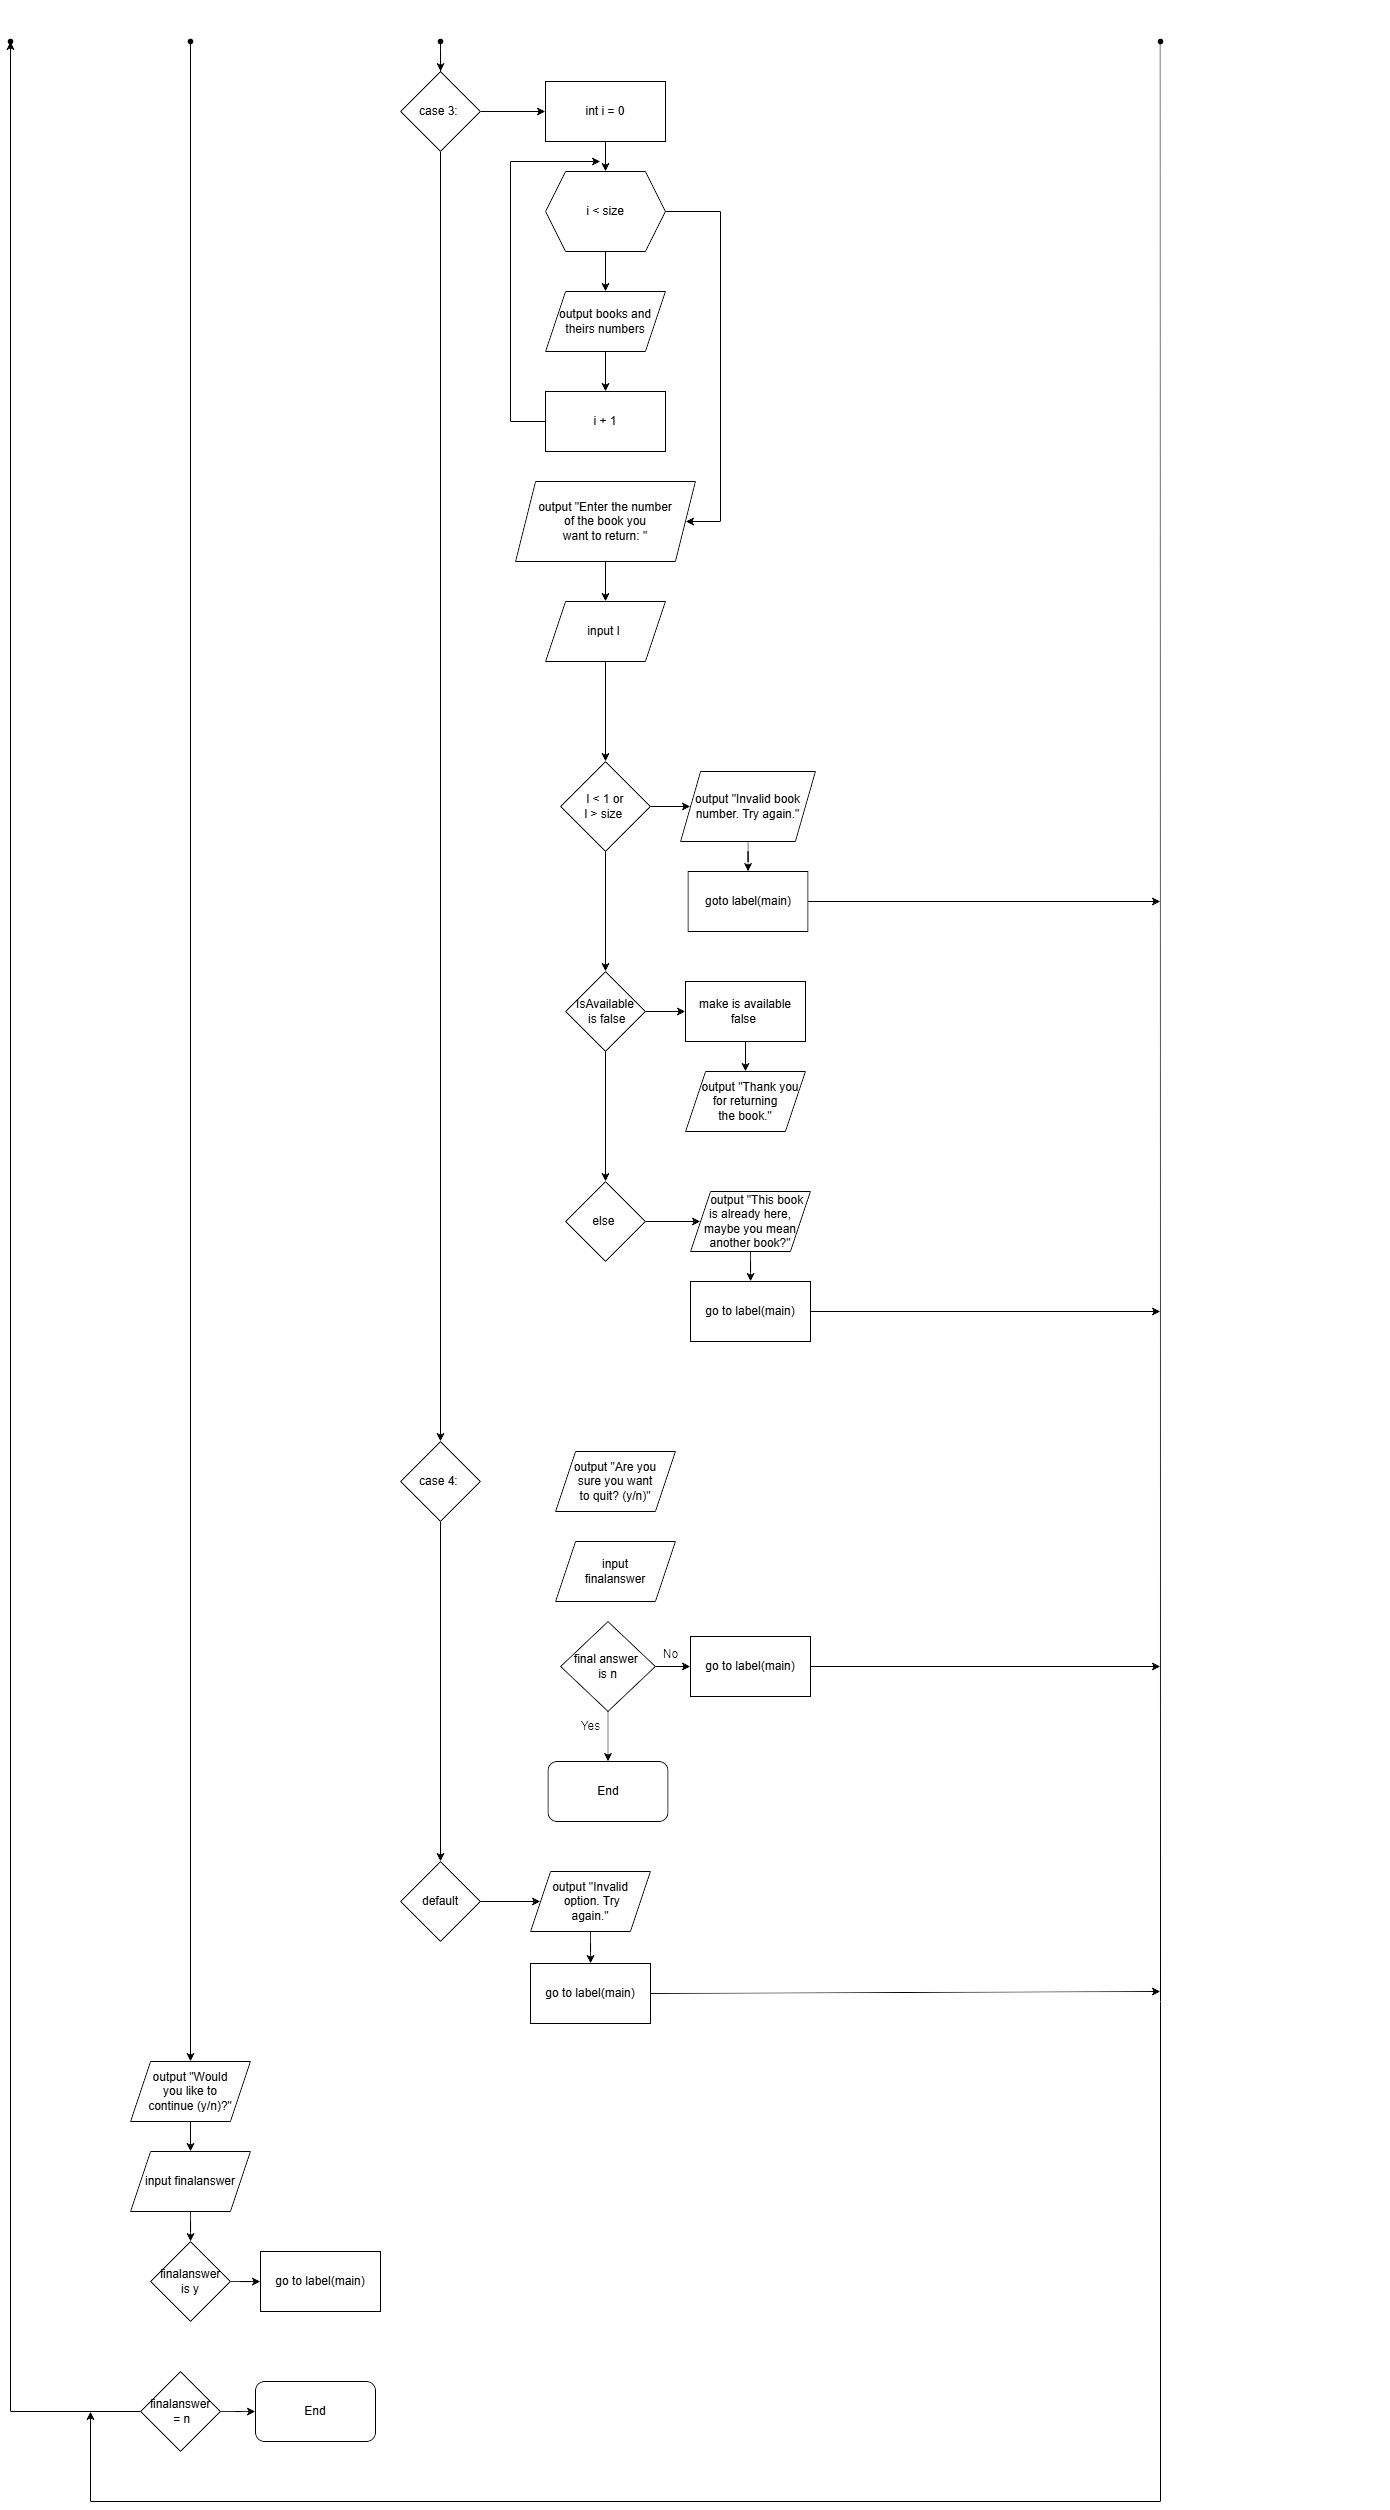 case 3:
int i = 0
i < size
output books and
theirs numbers
i + 1
output "Enter the number
of the book you
want to return: "
input l
l < 1 or
l > size
output "Invalid book
number. Try again."
goto label(main)
IsAvailable
is false
make is available
false
output "Thank you
for returning
the book."
else
output "This book
is already here,
maybe you mean
another book?"
go to label(main)
case 4:
output "Are you
sure you want
to quit? (y/n)"
input
finalanswer
final answer
is n
No
go to label(main)
Yes
End
default
output "Invalid
option. Try
again."
go to label(main)
output "Would
you like to
continue (y/n)?"
input finalanswer
finalanswer
is y
go to label(main)
finalanswer
= n
End